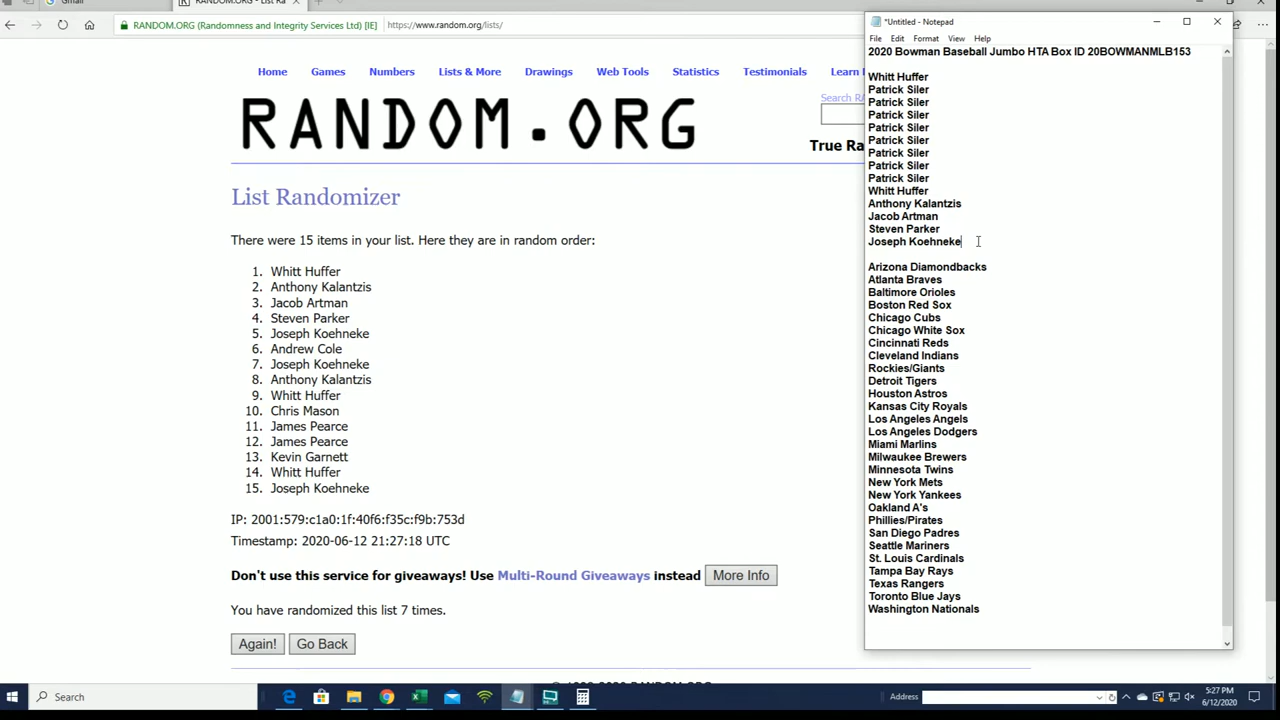 Gmail
RANDOM.ORG - List Ra
RANDOM.ORG (Randomness and Integrity Services Ltd) [IE]
https://www.random.org/lists/
Home Games Numbers Lists & More Drawings Web Tools Statistics Testimonials Learn
Search
RANDOM.ORG
True Ra
List Randomizer
There were 15 items in your list. Here they are in random order:
1. Whitt Huffer
2. Anthony Kalantzis
3. Jacob Artman
4. Steven Parker
5. Joseph Koehneke
6. Andrew Cole
7. Joseph Koehneke
8. Anthony Kalantzis
9. Whitt Huffer
10. Chris Mason
11. James Pearce
12. James Pearce
13. Kevin Garnett
14. Whitt Huffer
15. Joseph Koehneke
IP: 2001:579:c1a0:1f:40f6:f35c:f9b:753d
Timestamp: 2020-06-12 21:27:18 UTC
Don't use this service for giveaways! Use Multi-Round Giveaways instead More Info
You have randomized this list 7 times.
Again! Go Back
*Untitled - Notepad
File Edit Format View Help
2020 Bowman Baseball Jumbo HTA Box ID 20BOWMANMLB153
Whitt Huffer
Patrick Siler
Patrick Siler
Patrick Siler
Patrick Siler
Patrick Siler
Patrick Siler
Patrick Siler
Patrick Siler
Whitt Huffer
Anthony Kalantzis
Jacob Artman
Steven Parker
Joseph Koehneke
Arizona Diamondbacks
Atlanta Braves
Baltimore Orioles
Boston Red Sox
Chicago Cubs
Chicago White Sox
Cincinnati Reds
Cleveland Indians
Rockies/Giants
Detroit Tigers
Houston Astros
Kansas City Royals
Los Angeles Angels
Los Angeles Dodgers
Miami Marlins
Milwaukee Brewers
Minnesota Twins
New York Mets
New York Yankees
Oakland A's
Phillies/Pirates
San Diego Padres
Seattle Mariners
St. Louis Cardinals
Tampa Bay Rays
Texas Rangers
Toronto Blue Jays
Washington Nationals
Search
Address
5:27 PM
6/12/2020